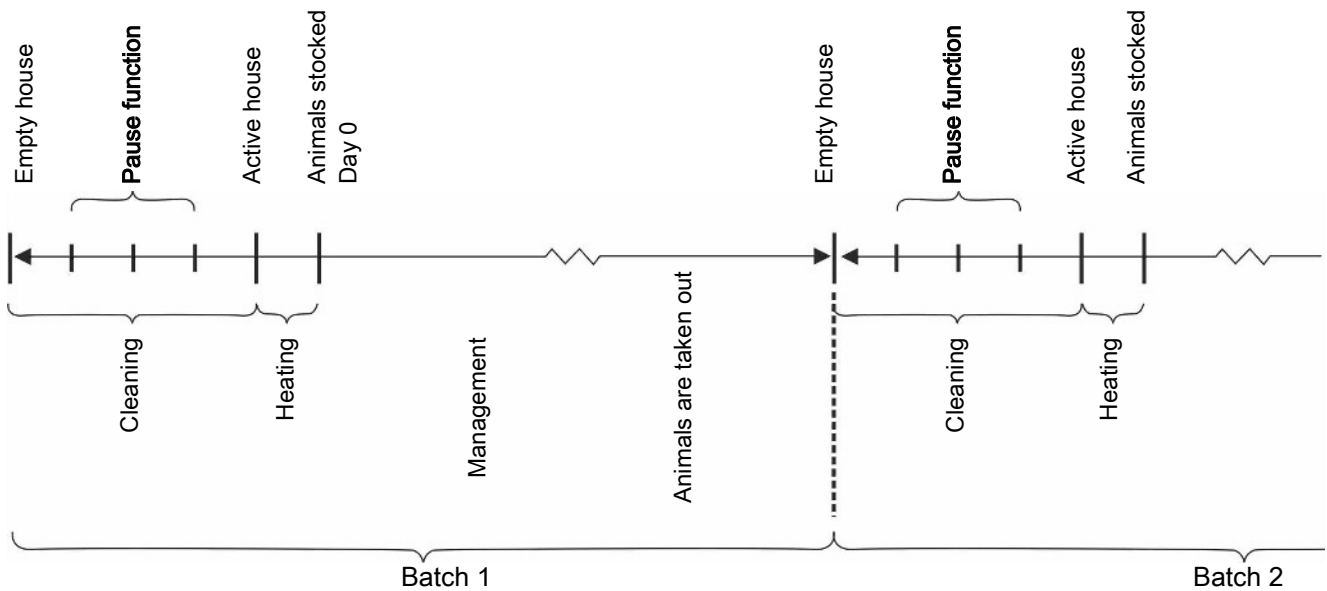 Empty house
Pause function
Active house
Animals stocked
Day 0
Empty house
Pause function
Active house
Animals stocked
Cleaning
Heating
Management
Animals are taken out
Cleaning
Heating
Batch 1
Batch 2